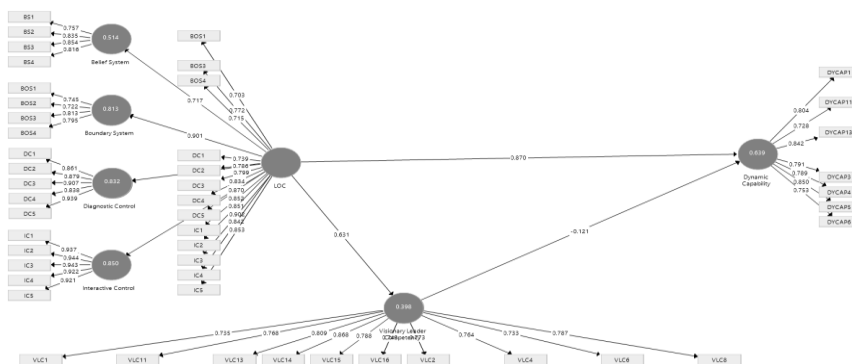 BS1
BS2
BS3
BS4
0.757
0.835
0.854
0.816
0.514
Belief System
BOS1
BOS3
BOS4
0.703
0.772
0.715
0.717
BOS1
BOS2
BOS3
BOS4
0.745
0.722
0.813
0.795
0.813
Boundary System
0.901
DC1
DC2
DC3
DC4
DC5
0.861
0.879
0.907
0.838
0.939
0.832
Diagnostic Control
IC1
IC2
IC3
IC4
IC5
0.937
0.944
0.943
0.922
0.921
0.850
Interactive Control
DC1
DC2
DC3
DC4
DC5
IC1
IC2
IC3
IC4
IC5
0.739
0.786
0.799
0.834
0.870
0.852
0.851
0.842
0.853
LOC
0.870
0.631
-0.121
DYCAP1
DYCAP11
DYCAP3
DYCAP4
DYCAP5
DYCAP6
0.804
0.728
0.842
0.791
0.789
0.850
0.753
0.639
Dynamic
Capability
0.398
Visionary Leader
0.735
0.766
0.809
0.868
0.788
0.764
0.733
0.787
VLC1
VLC11
VLC13
VLC14
VLC15
VLC16
VLC2
VLC4
VLC6
VLC8